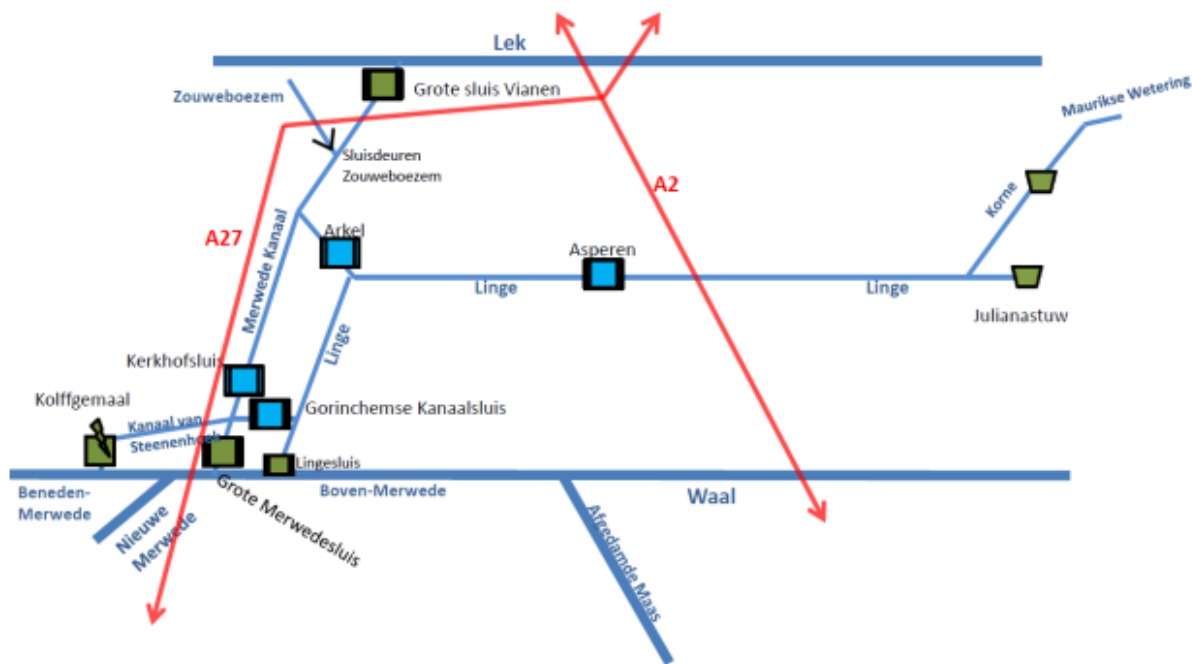 Lek
Zouweboezem
Grote sluis Vianen
Maurikse Wetering
Sluisdeuren
Zouweboezem
A2
Korne
A27
Merwede Kanaal
Arkel
Asperen
Linge
Linge
Julianastuw
Linge
Kerkhofsluis
Kolffgemaal
Gorinchemse Kanaalsluis
Kanaal van
Steenenhoek
Lingesluis
Beneden-
Merwede
Nieuwe
Merwede
Grote Merwedesluis
Boven-Merwede
Waal
Afgedamde Maas